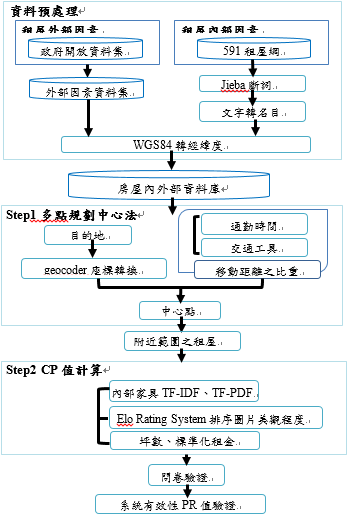 資料預處理
租屋外部因素
租屋內部因素
政府開放資料集
591 租屋網
外部因素資料集
Jieba 斷詞
文字轉名目
WGS84 轉經緯度
房屋內外部資料庫
Step1 多點規劃中心法
目的地
通勤時間
交通工具
geocoder 座標轉換
移動距離之比重
中心點
附近範圍之租屋
Step2 CP 值計算
內部家具 TF-IDF、TF-PDF
Elo Rating System 排序圖片美觀程度
坪數、標準化租金
問卷驗證
系統有效性 PR 值驗證